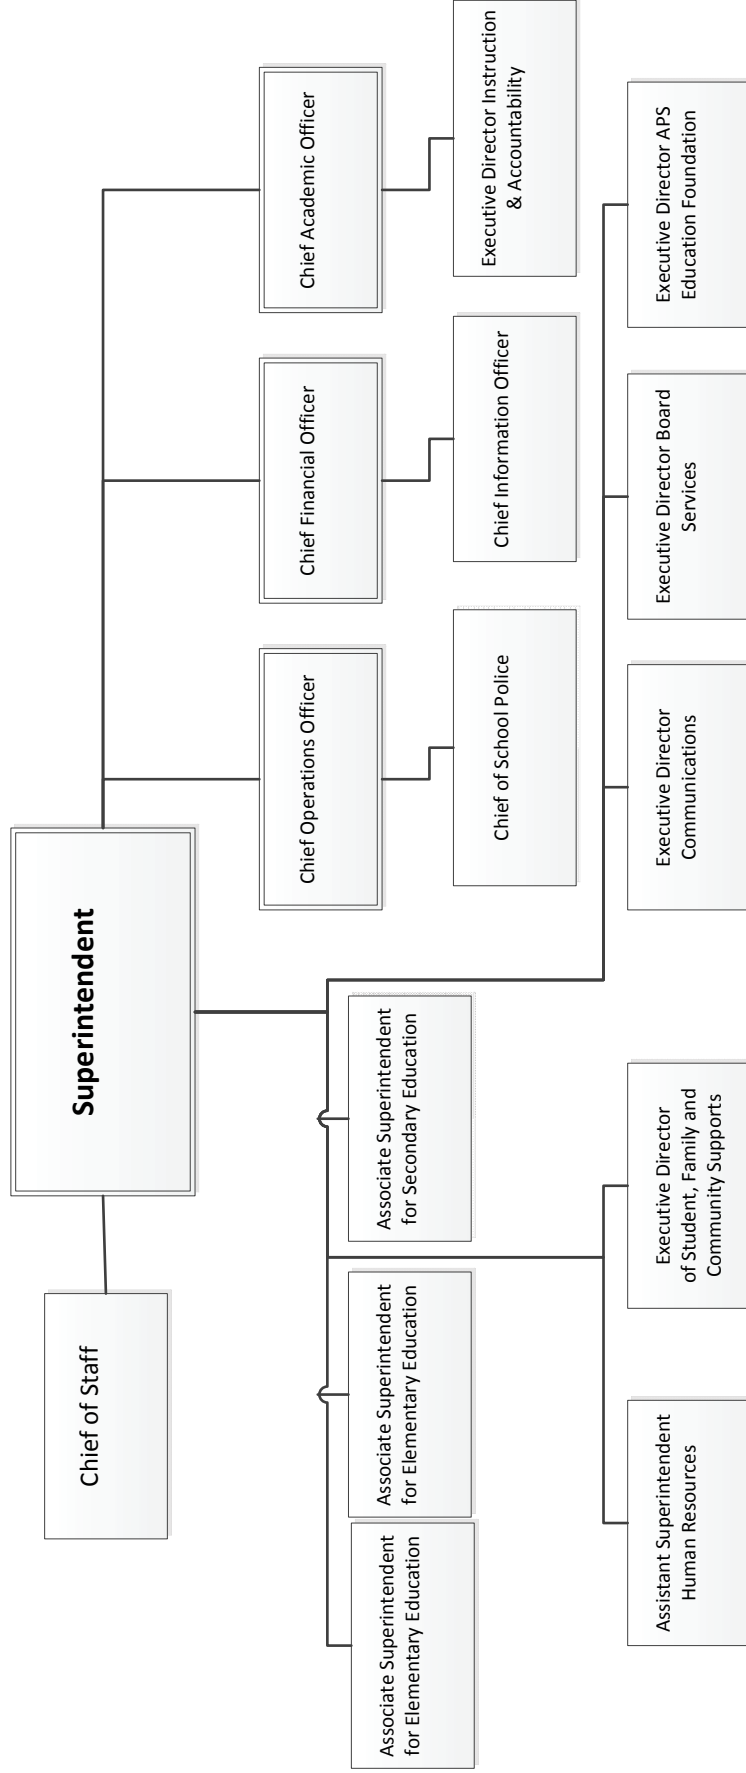 Superintendent
Chief of Staff
Chief Operations Officer
Chief Financial Officer
Chief Academic Officer
Associate Superintendent
for Elementary Education
Associate Superintendent
for Elementary Education
Associate Superintendent
for Secondary Education
Chief of School Police
Chief Information Officer
Executive Director Instruction
& Accountability
Assistant Superintendent
Human Resources
Executive Director
of Student, Family and
Community Supports
Executive Director
Communications
Executive Director Board
Services
Executive Director APS
Education Foundation